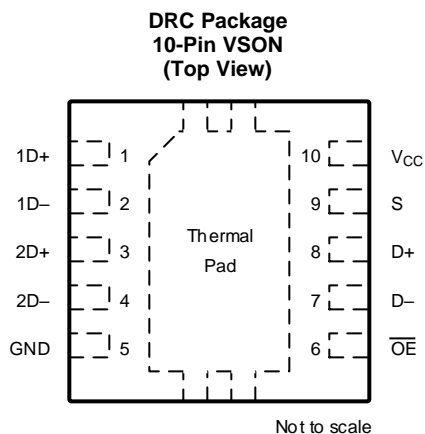 DRC Package
10-Pin VSON
(Top View)
1D+ 1 10 VCC
1D– 2 9 S
2D+ 3 Thermal Pad 8 D+
2D– 4 7 D–
GND 5 6 OE
Not to scale